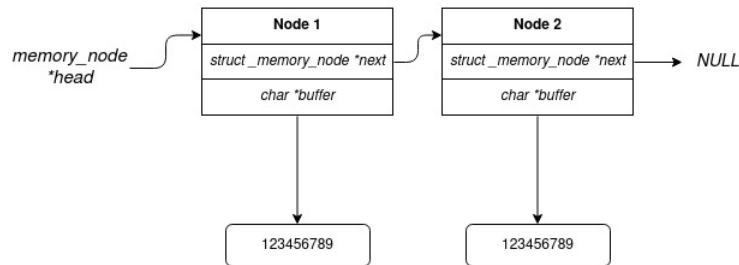 memory_node
*head
Node 1
struct _memory_node *next
char *buffer
123456789
Node 2
struct _memory_node *next
char *buffer
123456789
NULL